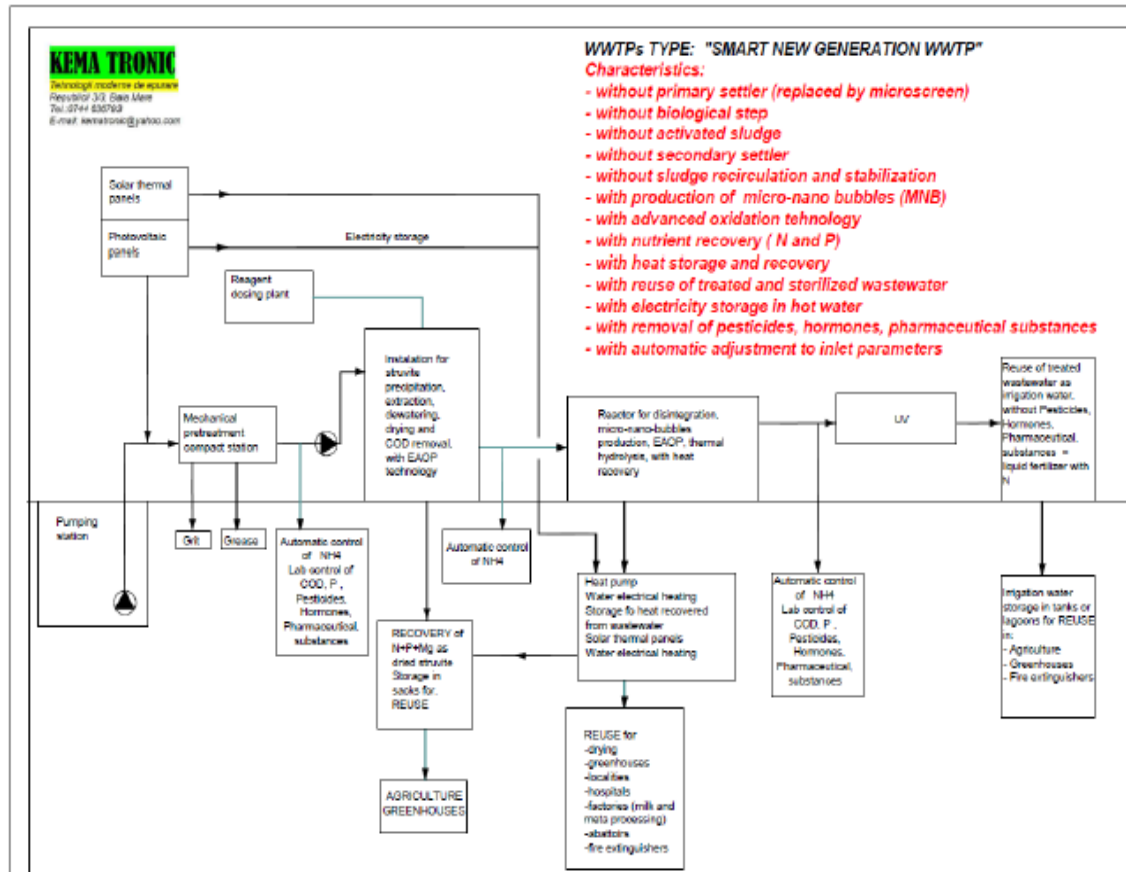 KEMA TRONIC
Tehnologii moderne de epurare
Republicii 3/3, Baia Mare
E-mail: kematronic@yahoo.com
WWTPs TYPE: "SMART NEW GENERATION WWTP"
Characteristics:
- without primary settler (replaced by microscreen)
- without biological step
- without activated sludge
- without secondary settler
- without sludge recirculation and stabilization
- with production of micro-nano bubbles (MNB)
- with advanced oxidation tehnology
- with nutrient recovery ( N and P)
- with heat storage and recovery
- with reuse of treated and sterilized wastewater
- with electricity storage in hot water
- with removal of pesticides, hormones, pharmaceutical substances
- with automatic adjustment to inlet parameters
Solar thermal
panels
Photovoltaic
panels
Electricity storage
Reagent
dosing plant
Instalation for
struvite
precipitation,
extraction,
dewatering,
drying and
COD removal,
with EAOP
technology
Mechanical
pretreatment
compact station
Reactor for disintegration,
micro-nano-bubbles
production, EAOP, thermal
hydrolysis, with heat
recovery
UV
Reuse of treated
wastewater as
irrigation water,
without Pesticides,
Hormones,
Pharmaceutical,
substances =
liquid fertilizer with
N
Pumping
station
Grit
Grease
Automatic control
of NH4
Lab control of
COD, P ,
Pesticides,
Hormones,
Pharmaceutical,
substances
Automatic control
of NH4
Heat pump
Water electrical heating
Storage fo heat recovered
from wastewater
Solar thermal panels
Water electrical heating
Automatic control
of NH4
Lab control of
COD, P ,
Pesticides,
Hormones,
Pharmaceutical,
substances
Irrigation water
storage in tanks or
lagoons for REUSE
in:
- Agriculture
- Greenhouses
- Fire extinguishers
RECOVERY of
N+P+Mg as
dried struvite
Storage in
sacks for.
REUSE
AGRICULTURE
GREENHOUSES
REUSE for
-drying
-greenhouses
-localities
-hospitals
-factories (milk and
meta processing)
-abattoirs
-fire extinguishers